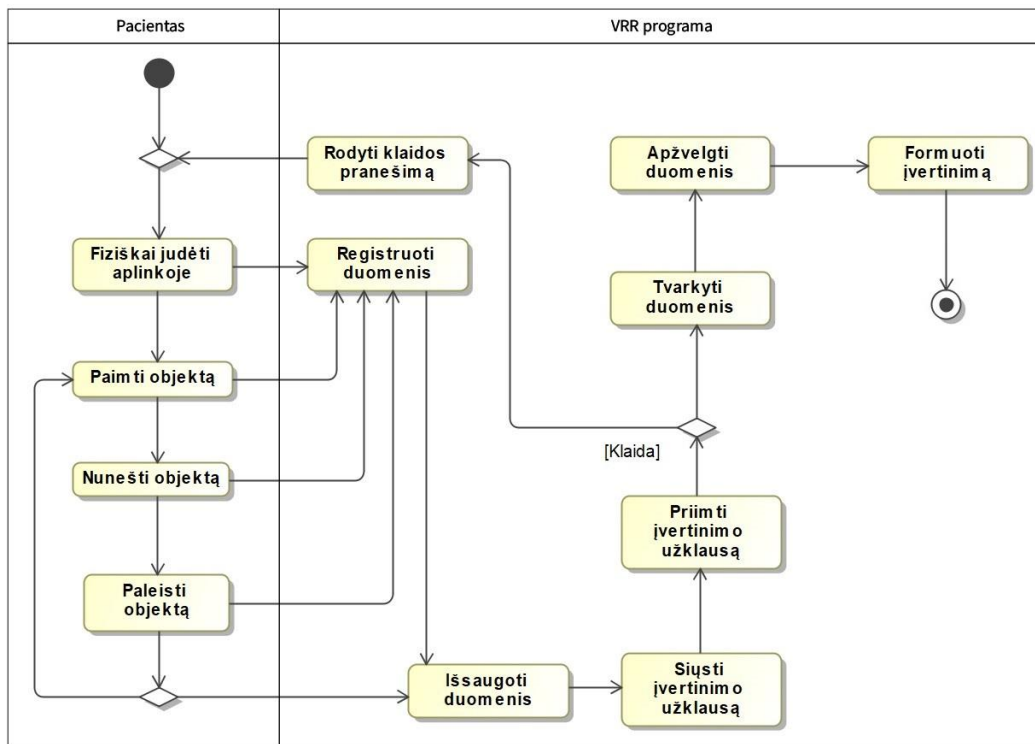 Pacientas
VRR programa
Rodyti klaidos
pranešimą
Apžvelgti
duomenis
Formuoti
įvertinimą
Fiziškai judėti
aplinkoje
Registruoti
duomenis
Tvarkyti
duomenis
Paimti objektą
[Klaida]
Nunešti objektą
Priimti
įvertinimo
užklausą
Paleisti
objektą
Išsaugoti
duomenis
Siųsti
įvertinimo
užklausą